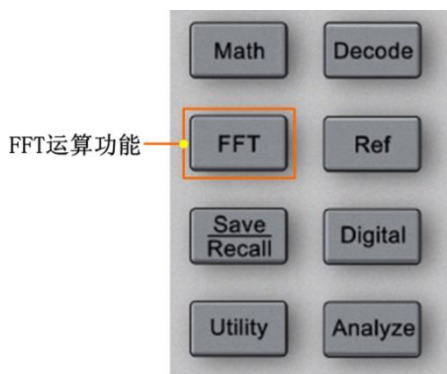 Math
Decode
FFT运算功能
FFT
Ref
Save
Recall
Digital
Utility
Analyze